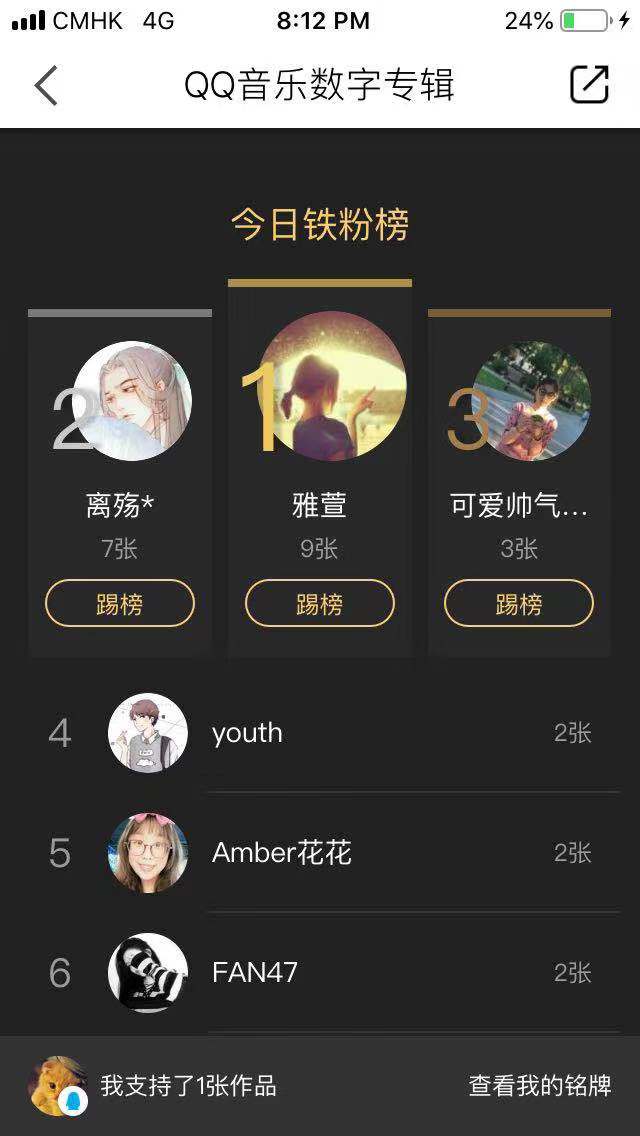 CMHK 4G 8:12 PM 24%
QQ音乐数字专辑
今日铁粉榜
2
离殇*
7张
踢榜
1
雅萱
9张
踢榜
3
可爱帅气...
3张
踢榜
4 youth 2张
5 Amber花花 2张
6 FAN47 2张
我支持了1张作品 查看我的铭牌